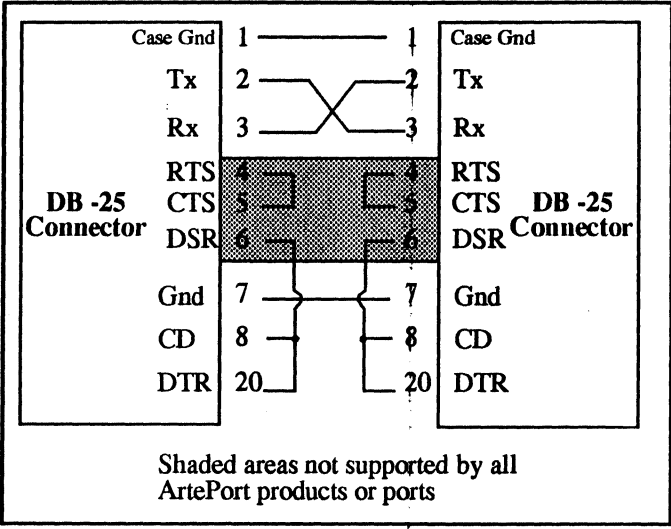 Case Gnd 1 1 Case Gnd
Tx 2 2 Tx
Rx 3 3 Rx
RTS 4 4 RTS
CTS 5 5 CTS
DB -25 Connector
DB -25 Connector
DSR 6 6 DSR
Gnd 7 7 Gnd
CD 8 8 CD
DTR 20 20 DTR
Shaded areas not supported by all
ArtePort products or ports